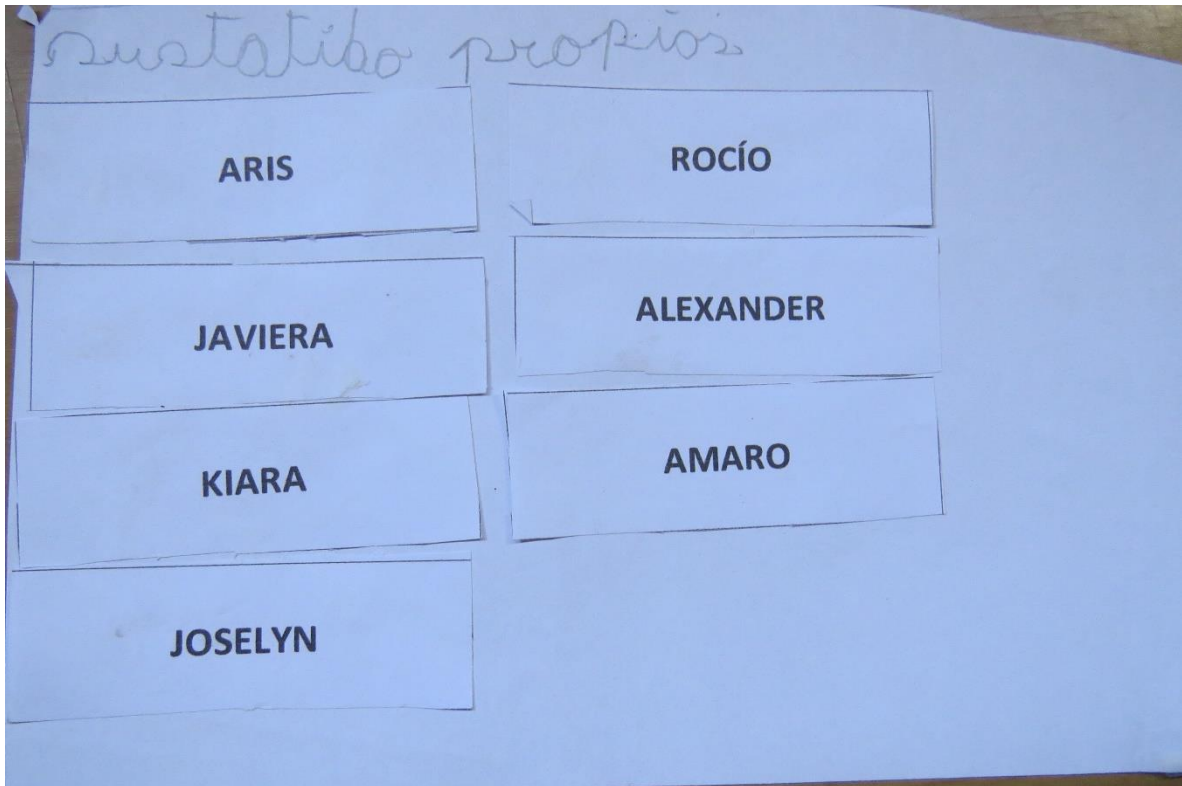 sustatibo propios
ARIS
ROCÍO
JAVIERA
ALEXANDER
KIARA
AMARO
JOSELYN